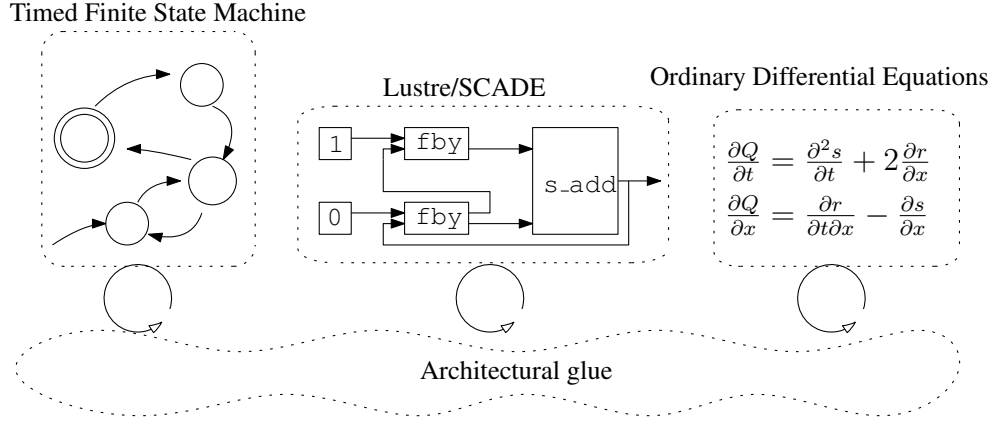 Timed Finite State Machine
Lustre/SCADE
Ordinary Differential Equations
1
fby
s_add
0
fby
∂Q/∂t = ∂²s/∂t + 2 ∂r/∂x
∂Q/∂x = ∂r/∂t∂x − ∂s/∂x
Architectural glue